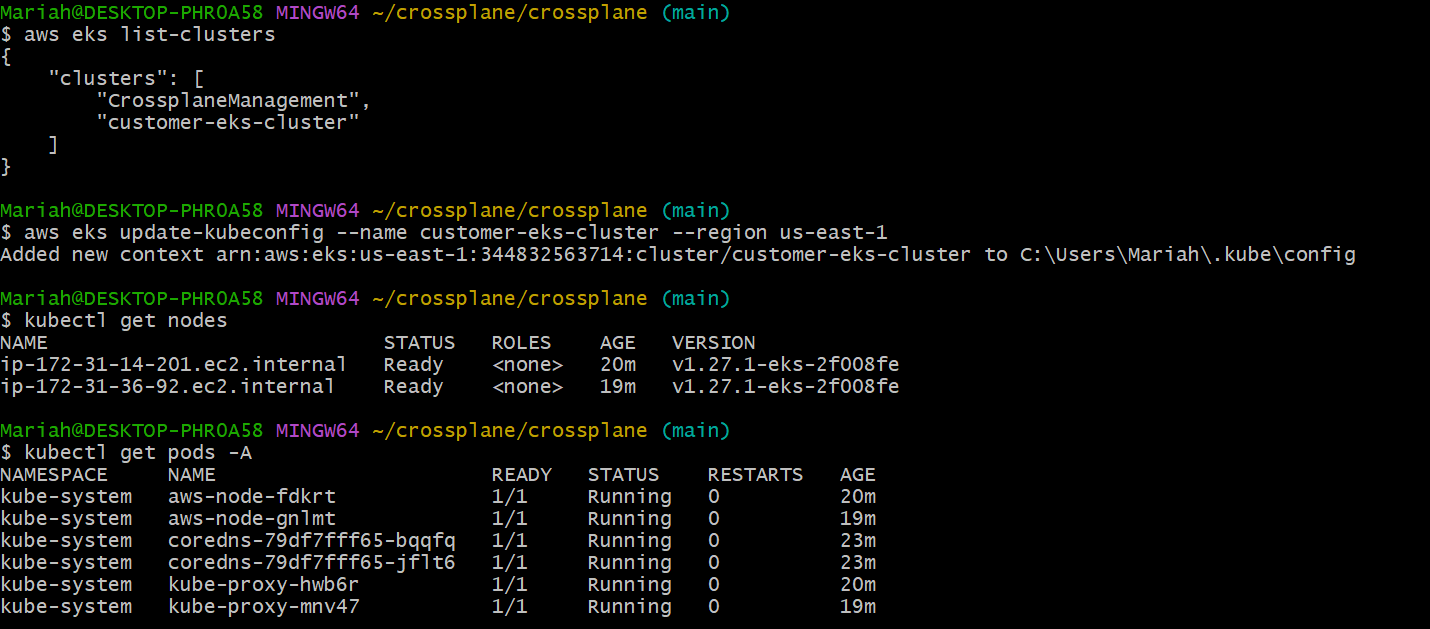 Mariah@DESKTOP-PHROA58 MINGW64 ~/crossplane/crossplane (main)
$ aws eks list-clusters
{
    "clusters": [
        "CrossplaneManagement",
        "customer-eks-cluster"
    ]
}

Mariah@DESKTOP-PHROA58 MINGW64 ~/crossplane/crossplane (main)
$ aws eks update-kubeconfig --name customer-eks-cluster --region us-east-1
Added new context arn:aws:eks:us-east-1:344832563714:cluster/customer-eks-cluster to C:\Users\Mariah\.kube\config

Mariah@DESKTOP-PHROA58 MINGW64 ~/crossplane/crossplane (main)
$ kubectl get nodes
NAME                            STATUS   ROLES    AGE   VERSION
ip-172-31-14-201.ec2.internal   Ready    <none>   20m   v1.27.1-eks-2f008fe
ip-172-31-36-92.ec2.internal    Ready    <none>   19m   v1.27.1-eks-2f008fe

Mariah@DESKTOP-PHROA58 MINGW64 ~/crossplane/crossplane (main)
$ kubectl get pods -A
NAMESPACE     NAME                       READY   STATUS    RESTARTS   AGE
kube-system   aws-node-fdkrt             1/1     Running   0          20m
kube-system   aws-node-gnlmt             1/1     Running   0          19m
kube-system   coredns-79df7fff65-bqqfq   1/1     Running   0          23m
kube-system   coredns-79df7fff65-jflt6   1/1     Running   0          23m
kube-system   kube-proxy-hwb6r           1/1     Running   0          20m
kube-system   kube-proxy-mnv47           1/1     Running   0          19m